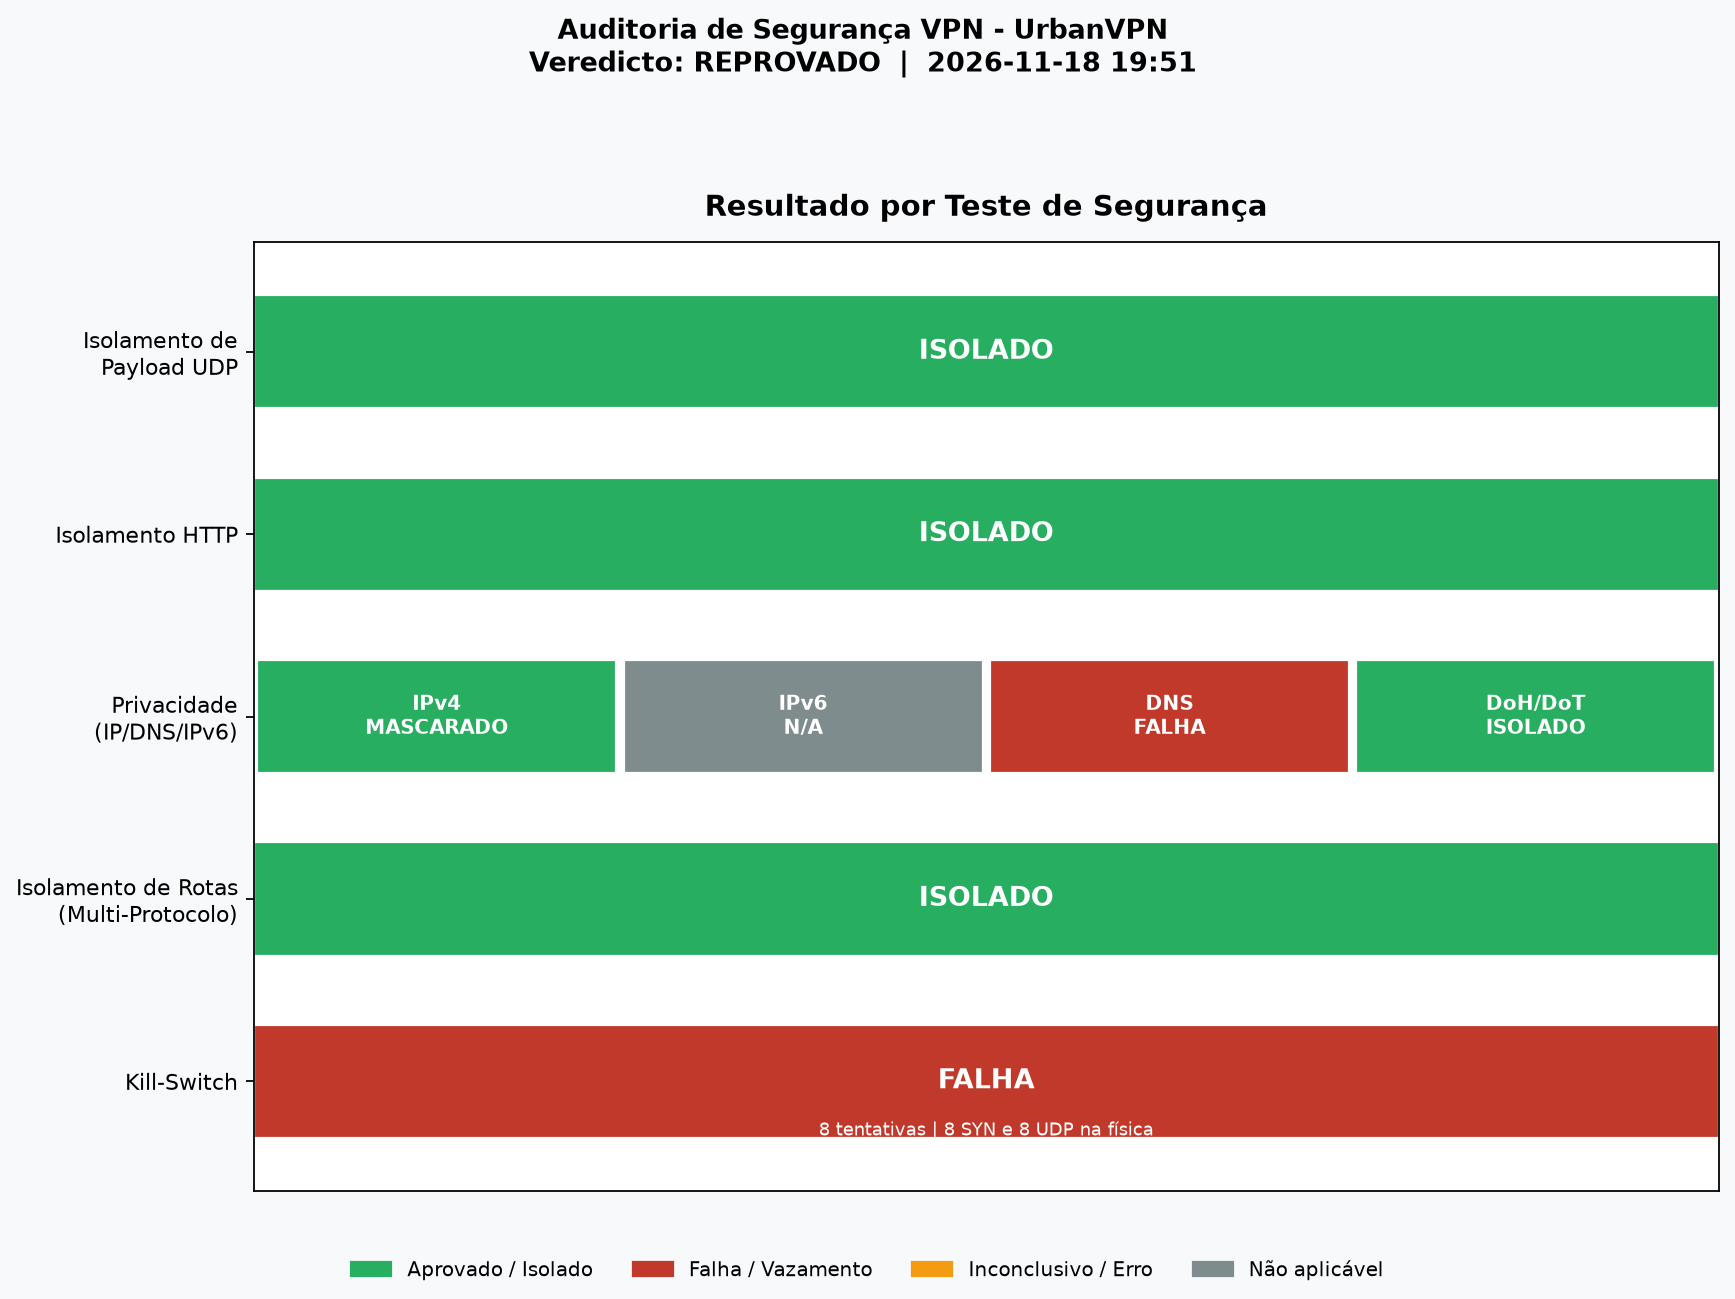 Auditoria de Segurança VPN - UrbanVPN
Veredicto: REPROVADO | 2026-11-18 19:51
Resultado por Teste de Segurança
Isolamento de
Payload UDP
ISOLADO
Isolamento HTTP
ISOLADO
Privacidade
(IP/DNS/IPv6)
IPv4
MASCARADO
IPv6
N/A
DNS
FALHA
DoH/DoT
ISOLADO
Isolamento de Rotas
(Multi-Protocolo)
ISOLADO
Kill-Switch
FALHA
8 tentativas | 8 SYN e 8 UDP na física
Aprovado / Isolado
Falha / Vazamento
Inconclusivo / Erro
Não aplicável